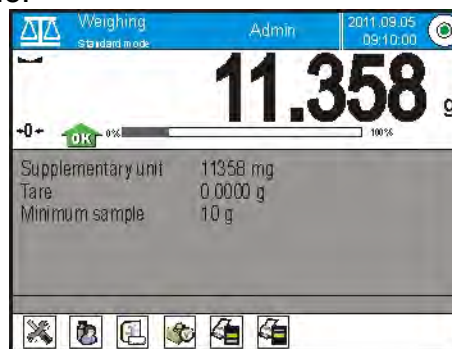 Weighing
Standard mode
Admin
2011.09.05
09:10:00
11.358 g
→0←
OK 0% 100%
Supplementary unit 11358 mg
Tare 0.0000 g
Minimum sample 10 g